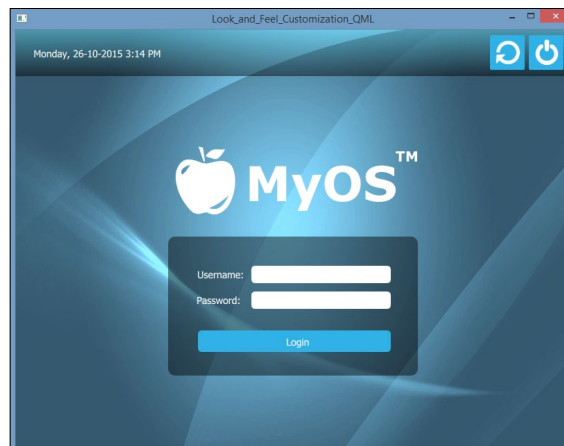 Look_and_Feel_Customization_QML
Monday, 26-10-2015 3:14 PM
MyOS™
Username:
Password:
Login